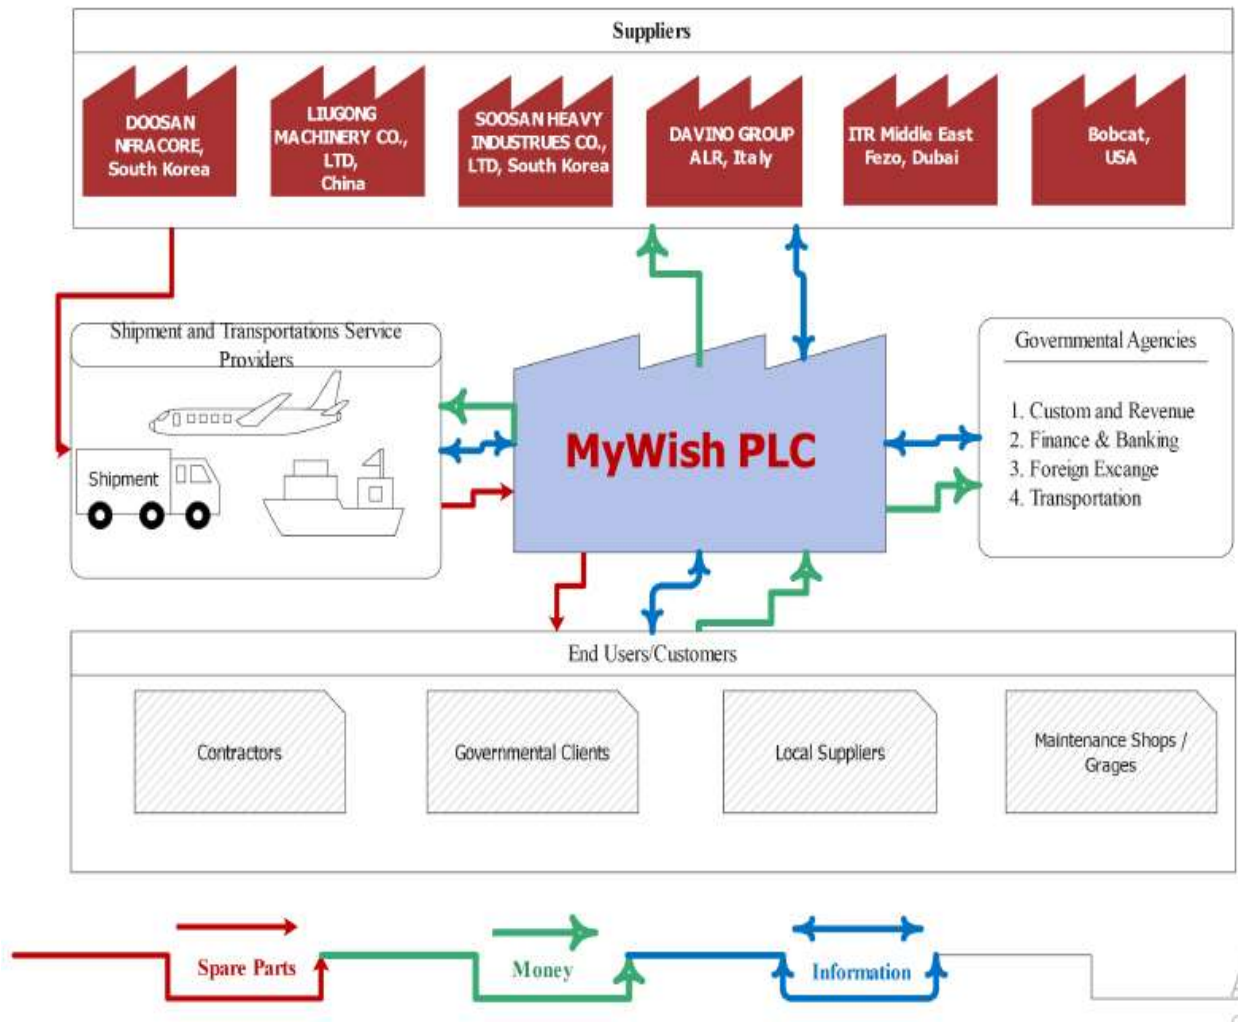 Suppliers
DOOSAN
NFRACORE,
South Korea
LIUGONG
MACHINERY CO.,
LTD,
China
SOOSAN HEAVY
INDUSTRUES CO.,
LTD, South Korea
DAVINO GROUP
ALR, Italy
ITR Middle East
Fezo, Dubai
Bobcat,
USA
Shipment and Transportations Service
Providers
Shipment
MyWish PLC
Governmental Agencies
1. Custom and Revenue
2. Finance & Banking
3. Foreign Excange
4. Transportation
End Users/Customers
Contractors
Governmental Clients
Local Suppliers
Maintenance Shops /
Grages
Spare Parts
Money
Information